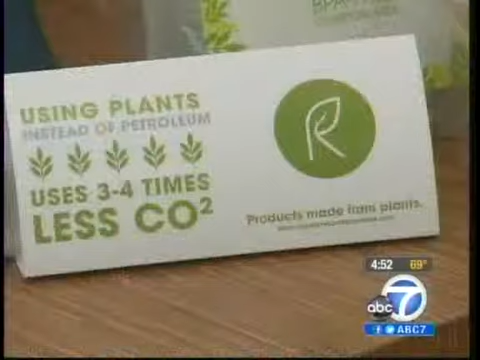 USING PLANTS
INSTEAD OF PETROLEUM
USES 3-4 TIMES
LESS CO²
R
Products made from plants.
4:52 69°
abc 7
ABC7